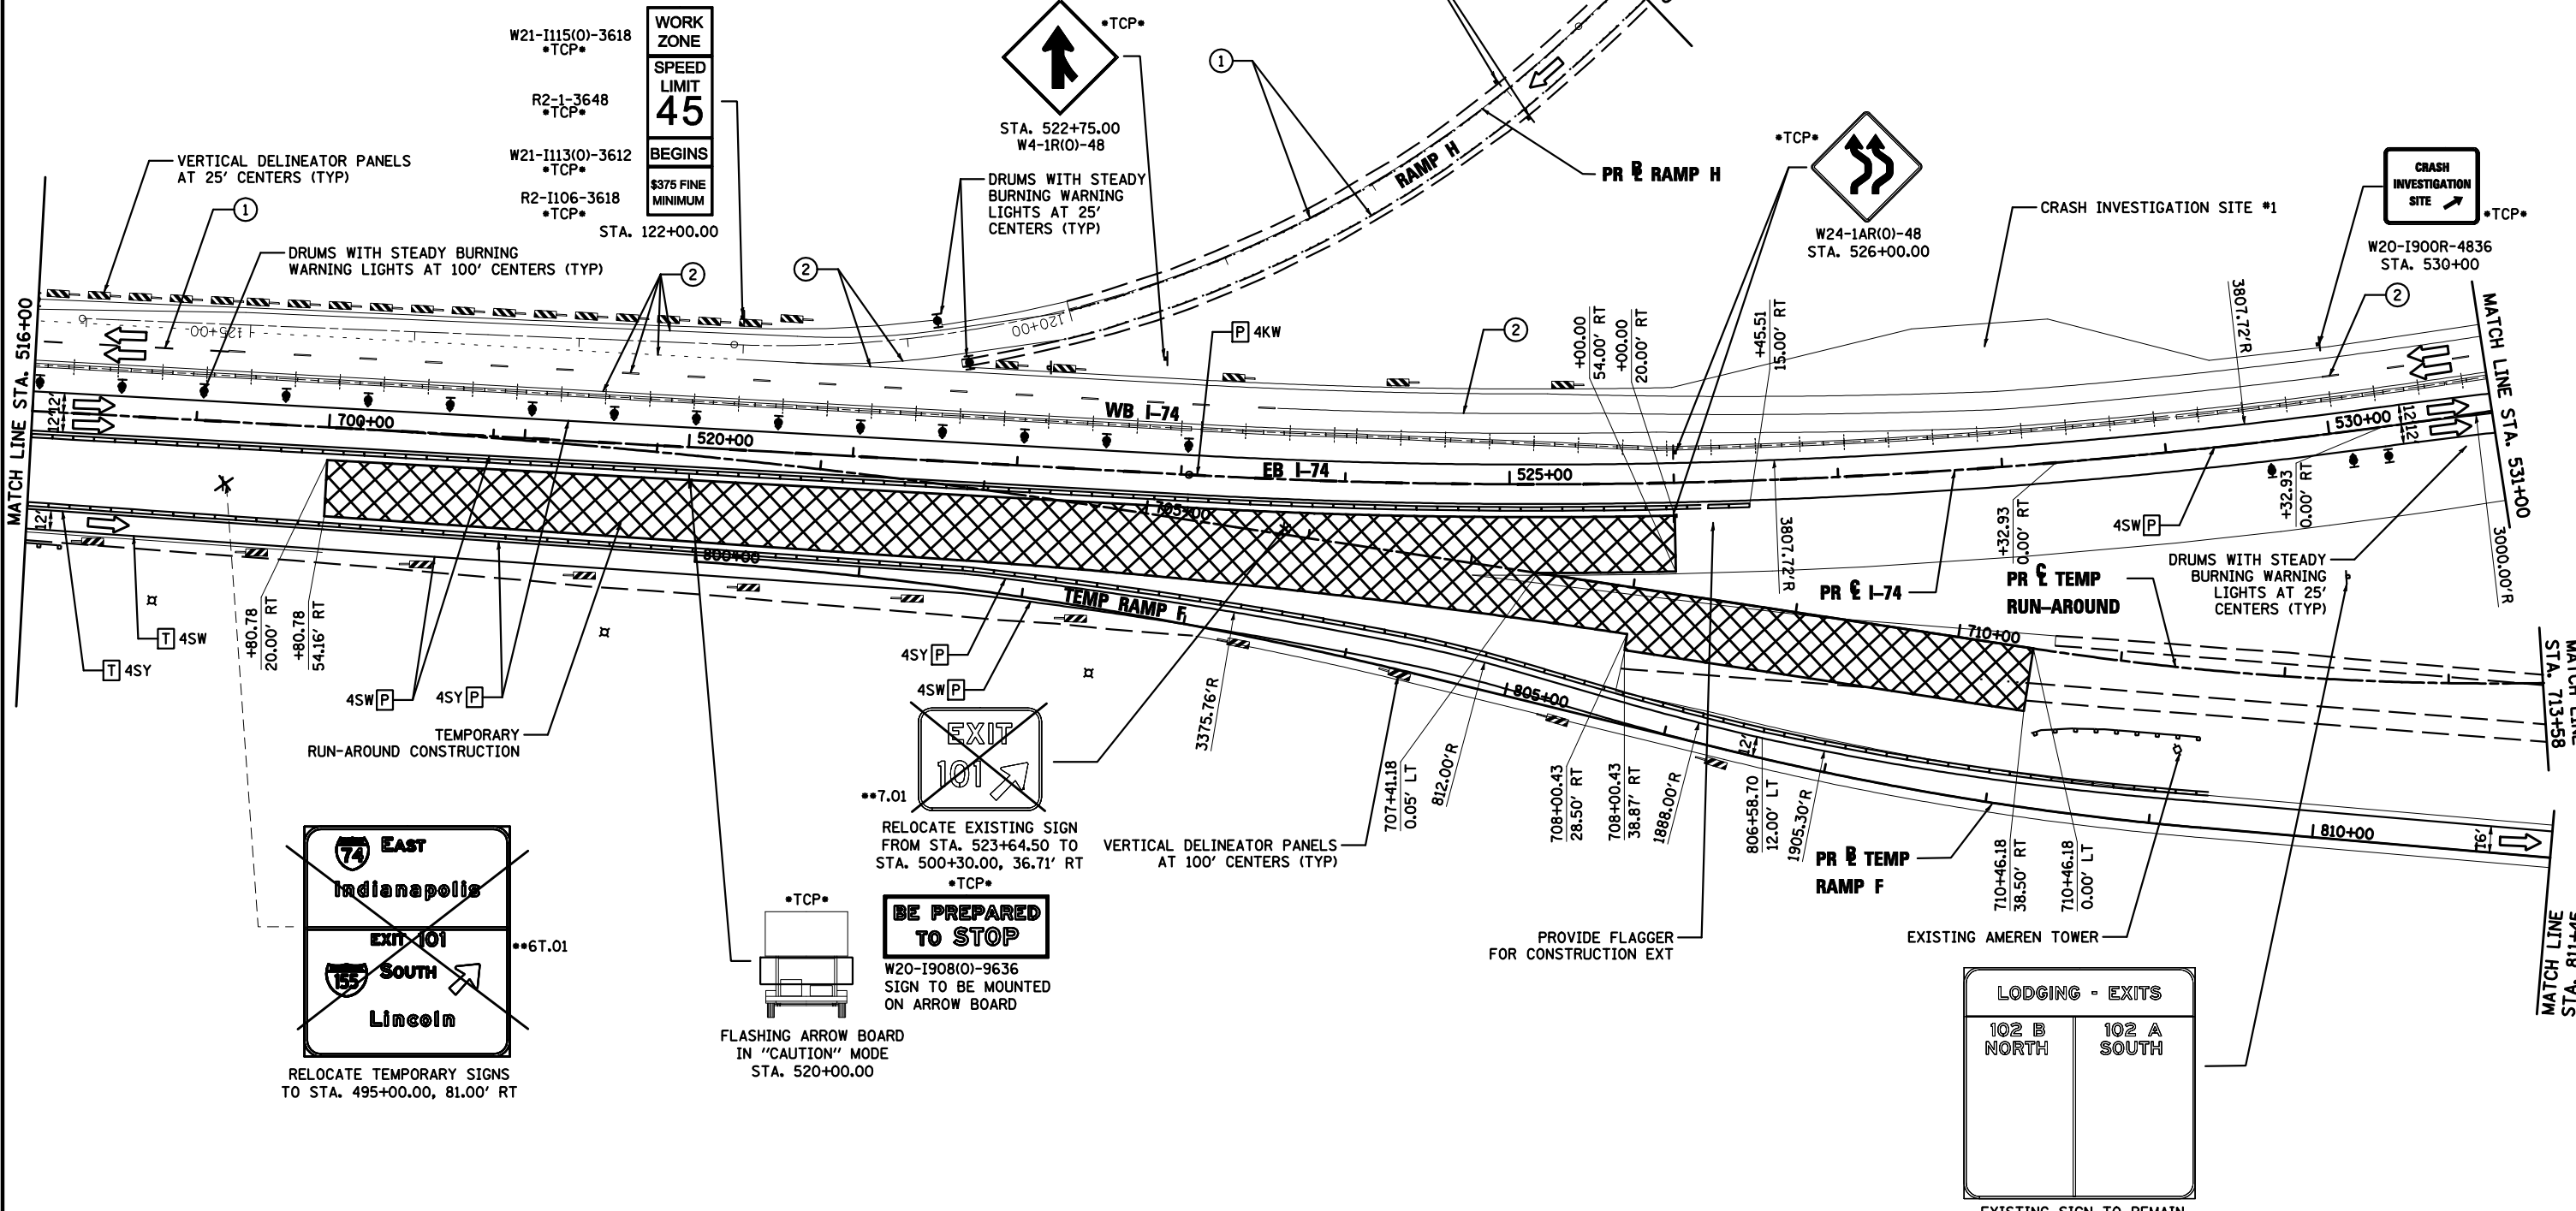 W21-I115(O)-3618
*TCP*
R2-1-3648
*TCP*
W21-I113(O)-3612
*TCP*
R2-I106-3618
*TCP*
WORK
ZONE
SPEED
LIMIT
45
BEGINS
$375 FINE
MINIMUM
STA. 122+00.00
*TCP*
STA. 522+75.00
W4-1R(O)-48
1
RAMP H
PR BL RAMP H
*TCP*
W24-1AR(O)-48
STA. 526+00.00
CRASH INVESTIGATION SITE #1
CRASH
INVESTIGATION
SITE
*TCP*
W20-I900R-4836
STA. 530+00
2
VERTICAL DELINEATOR PANELS
AT 25' CENTERS (TYP)
1
DRUMS WITH STEADY BURNING
WARNING LIGHTS AT 100' CENTERS (TYP)
2
2
DRUMS WITH STEADY
BURNING WARNING
LIGHTS AT 25'
CENTERS (TYP)
P 4KW
2
+00.00
54.00' RT
+00.00
20.00' RT
+45.51
15.00' RT
3807.72'R
MATCH LINE STA. 516+00
MATCH LINE STA. 531+00
125+00
120+00
12'
12'
700+00
520+00
WB I-74
EB I-74
525+00
530+00
12'
12'
705+00
800+00
12'
TEMP RAMP F
3807.72'R
+32.93
0.00' RT
+32.93
0.00' RT
4SW P
3000.00'R
PR CL I-74
PR CL TEMP
RUN-AROUND
DRUMS WITH STEADY
BURNING WARNING
LIGHTS AT 25'
CENTERS (TYP)
710+00
MATCH LINE
STA. 713+58
T 4SW
T 4SY
+80.78
20.00' RT
+80.78
54.16' RT
4SW P
4SY P
TEMPORARY
RUN-AROUND CONSTRUCTION
4SY P
4SW P
3375.76'R
805+00
EXIT
101
**7.01
RELOCATE EXISTING SIGN
FROM STA. 523+64.50 TO
STA. 500+30.00, 36.71' RT
*TCP*
VERTICAL DELINEATOR PANELS
AT 100' CENTERS (TYP)
707+41.18
0.05' LT
812.00'R
708+00.43
28.50' RT
708+00.43
38.87' RT
1888.00'R
12'
806+58.70
12.00' LT
1905.30'R
PR BL TEMP
RAMP F
710+46.18
38.50' RT
710+46.18
0.00' LT
810+00
16'
MATCH LINE
74 EAST
Indianapolis
EXIT 101
155 SOUTH
Lincoln
**6T.01
RELOCATE TEMPORARY SIGNS
TO STA. 495+00.00, 81.00' RT
*TCP*
BE PREPARED
TO STOP
W20-I908(O)-9636
SIGN TO BE MOUNTED
ON ARROW BOARD
FLASHING ARROW BOARD
IN "CAUTION" MODE
STA. 520+00.00
PROVIDE FLAGGER
FOR CONSTRUCTION EXT
EXISTING AMEREN TOWER
LODGING - EXITS
102 B
NORTH
102 A
SOUTH
EXISTING SIGN TO REMAIN